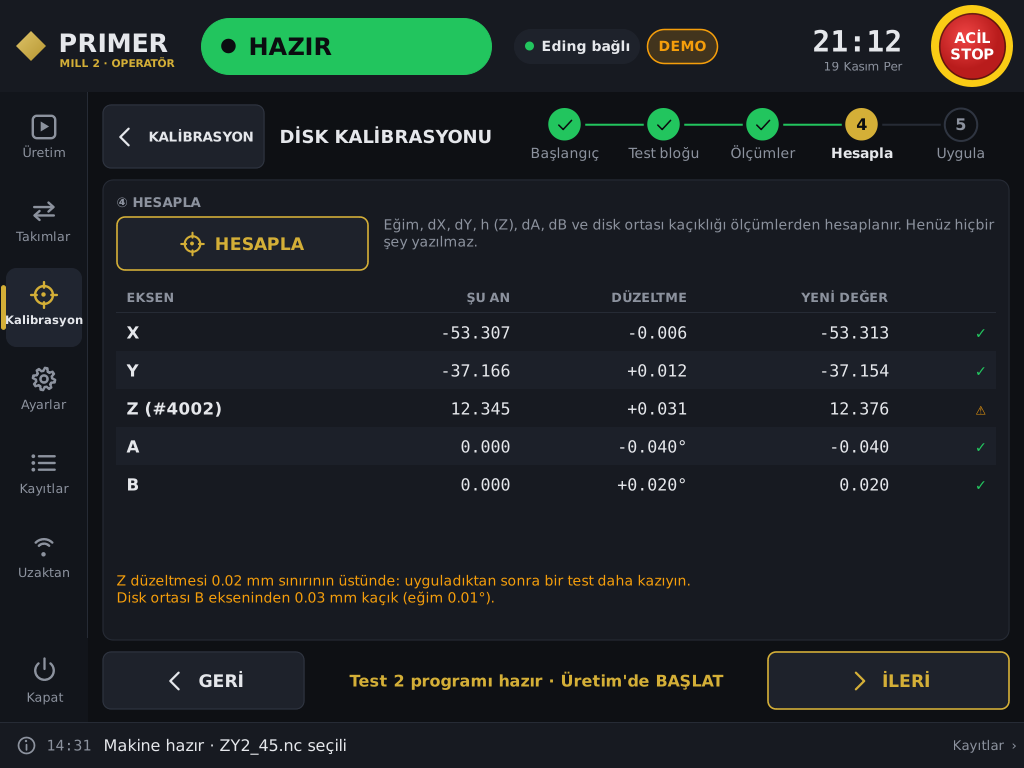 PRIMER
MILL 2 · OPERATÖR
HAZIR
Eding bağlı
DEMO
21:12
19 Kasım Per
ACİL
STOP
Üretim
Takımlar
Kalibrasyon
Ayarlar
Kayıtlar
Uzaktan
Kapat
KALİBRASYON
DİSK KALİBRASYONU
Başlangıç
Test bloğu
Ölçümler
4
Hesapla
5
Uygula
④ HESAPLA
HESAPLA
Eğim, dX, dY, h (Z), dA, dB ve disk ortası kaçıklığı ölçümlerden hesaplanır. Henüz hiçbir
şey yazılmaz.
EKSEN ŞU AN DÜZELTME YENİ DEĞER
X -53.307 -0.006 -53.313 ✓
Y -37.166 +0.012 -37.154 ✓
Z (#4002) 12.345 +0.031 12.376 ⚠
A 0.000 -0.040° -0.040 ✓
B 0.000 +0.020° 0.020 ✓
Z düzeltmesi 0.02 mm sınırının üstünde: uyguladıktan sonra bir test daha kazıyın.
Disk ortası B ekseninden 0.03 mm kaçık (eğim 0.01°).
GERİ
Test 2 programı hazır · Üretim'de BAŞLAT
İLERİ
14:31 Makine hazır · ZY2_45.nc seçili
Kayıtlar ›